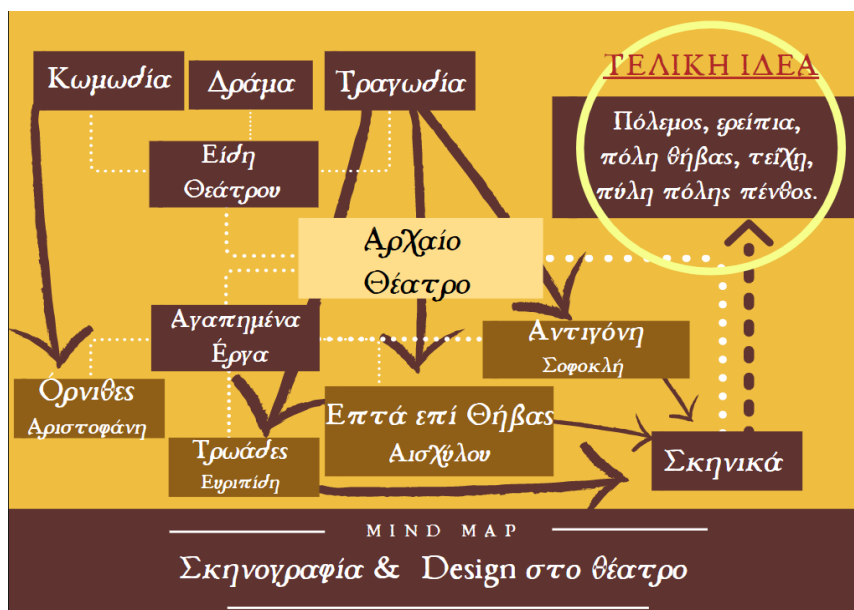 Κωμωδία
Δράμα
Τραγωδία
ΤΕΛΙΚΗ ΙΔΕΑ
Πόλεμος, ερείπια,
πόλη θήβας, τείχη,
πύλη πόλης πένθος.
Είδη
Θεάτρου
Αρχαίο
Θέατρο
Αγαπημένα
Έργα
Αντιγόνη
Σοφοκλή
Όρνιθες
Αριστοφάνη
Επτά επί Θήβας
Αισχύλου
Τρωάδες
Ευριπίδη
Σκηνικά
MIND MAP
Σκηνογραφία & Design στο θέατρο